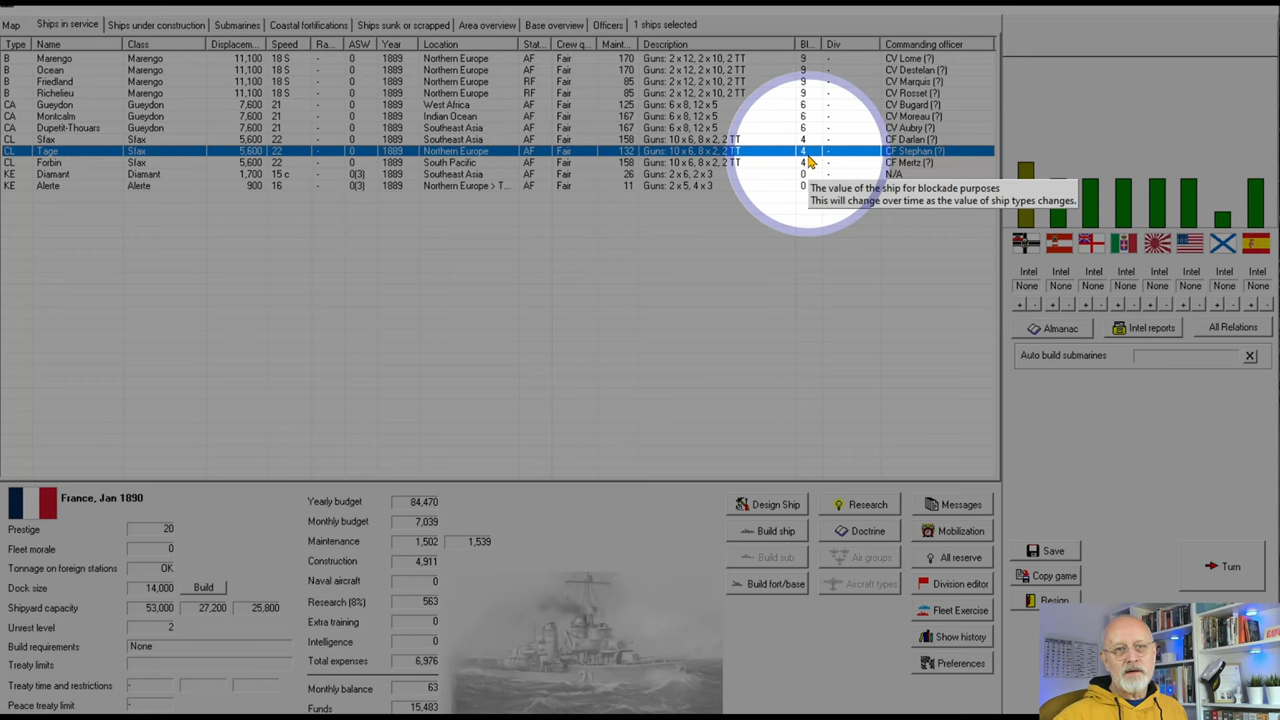 Map Ships in service Ships under construction Submarines Coastal fortifications Ships sunk or scrapped Area overview Base overview Officers 1 ships selected
Type Name Class Displacem... Speed Ra... ASW Year Location Stat... Crew q... Maint... Description Bl... Div Commanding officer
B Marengo Marengo 11,100 18 S - 0 1889 Northern Europe AF Fair 170 Guns: 2 x 12, 2 x 10, 2 TT 9 - CV Lome (?)
B Ocean Marengo 11,100 18 S - 0 1889 Northern Europe AF Fair 170 Guns: 2 x 12, 2 x 10, 2 TT 9 - CV Destelan (?)
B Friedland Marengo 11,100 18 S - 0 1889 Northern Europe RF Fair 85 Guns: 2 x 12, 2 x 10, 2 TT 9 - CV Marquis (?)
B Richelieu Marengo 11,100 18 S - 0 1889 Northern Europe RF Fair 85 Guns: 2 x 12, 2 x 10, 2 TT 9 - CV Rosset (?)
CA Gueydon Gueydon 7,600 21 - 0 1889 West Africa AF Fair 125 Guns: 6 x 8, 12 x 5 6 - CV Bugard (?)
CA Montcalm Gueydon 7,600 21 - 0 1889 Indian Ocean AF Fair 167 Guns: 6 x 8, 12 x 5 6 - CV Moreau (?)
CA Dupetit-Thouars Gueydon 7,600 21 - 0 1889 Southeast Asia AF Fair 167 Guns: 6 x 8, 12 x 5 6 - CV Aubry (?)
CL Sfax Sfax 5,600 22 - 0 1889 Southeast Asia AF Fair 158 Guns: 10 x 6, 8 x 2, 2 TT 4 - CF Darlan (?)
CL Tage Sfax 5,600 22 - 0 1889 Northern Europe AF Fair 132 Guns: 10 x 6, 8 x 2, 2 TT 4 - CF Stephan (?)
CL Forbin Sfax 5,600 22 - 0 1889 South Pacific AF Fair 158 Guns: 10 x 6, 8 x 2, 2 TT 4 - CF Mertz (?)
KE Diamant Diamant 1,700 15 c - 0(3) 1889 Southeast Asia AF Fair 26 Guns: 2 x 6, 2 x 3 0 - N/A
KE Alerte Alerte 900 16 - 0(3) 1889 Northern Europe > T... AF Fair 11 Guns: 2 x 5, 4 x 3 0
The value of the ship for blockade purposes
This will change over time as the value of ship types changes.
Intel Intel Intel Intel Intel Intel Intel Intel
None None None None None None None None
+ - + - + - + - + - + - + - + -
Almanac Intel reports All Relations
Auto build submarines X
France, Jan 1890
Prestige 20
Fleet morale 0
Tonnage on foreign stations OK
Dock size 14,000 Build
Shipyard capacity 53,000 27,200 25,800
Unrest level 2
Build requirements None
Treaty limits
Treaty time and restrictions -
Peace treaty limit -
Yearly budget 84,470
Monthly budget 7,039
Maintenance 1,502 1,539
Construction 4,911
Naval aircraft 0
Research (8%) 563
Extra training 0
Intelligence 0
Total expenses 6,976
Monthly balance 63
Funds 15,483
Design Ship Research Messages
Build ship Doctrine Mobilization
Build sub Air groups All reserve
Build fort/base Aircraft types Division editor
Fleet Exercise
Show history
Preferences
Save
Copy game
Resign
Turn